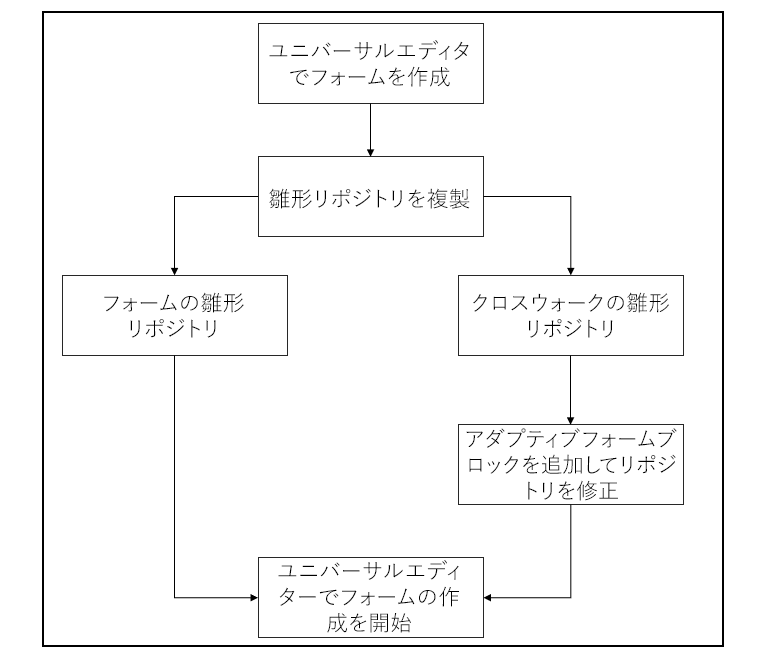 ユニバーサルエディタ
でフォームを作成
雛形リポジトリを複製
フォームの雛形
リポジトリ
クロスウォークの雛形
リポジトリ
アダプティブフォームブ
ロックを追加してリポジ
トリを修正
ユニバーサルエディ
ターでフォームの作
成を開始